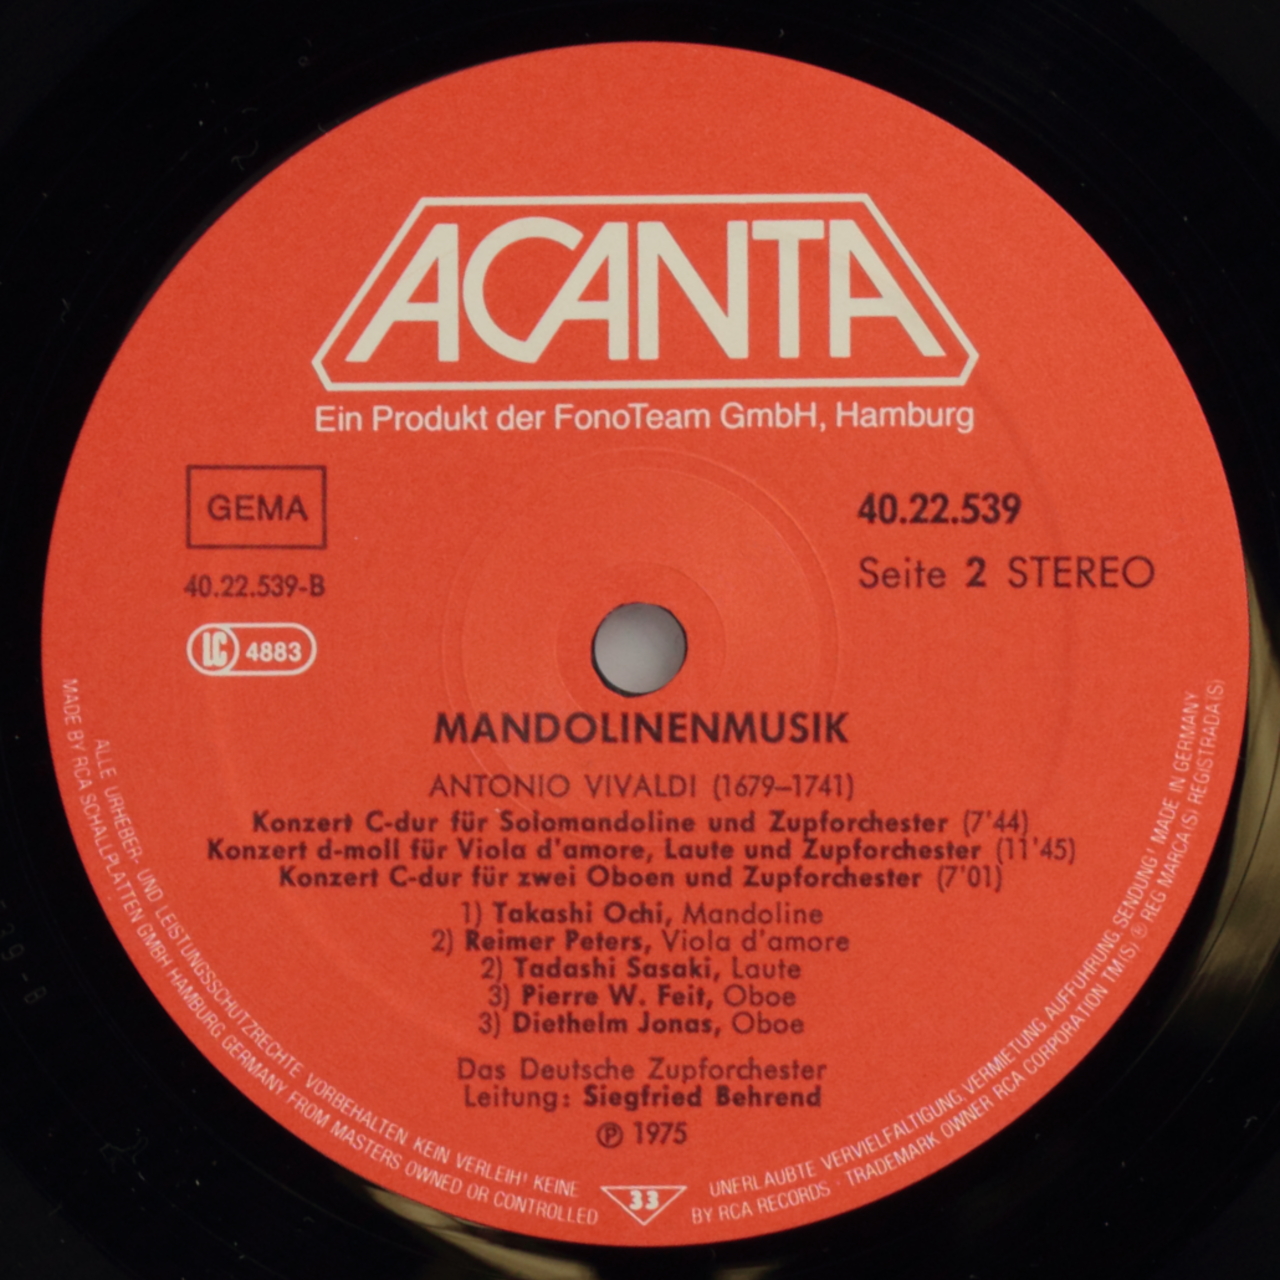 ACANTA
Ein Produkt der FonoTeam GmbH, Hamburg
GEMA
40.22.539
40.22.539-B
Seite 2 STEREO
LC 4883
MANDOLINENMUSIK
ANTONIO VIVALDI (1679–1741)
Konzert C-dur für Solomandoline und Zupforchester (7'44)
Konzert d-moll für Viola d'amore, Laute und Zupforchester (11'45)
Konzert C-dur für zwei Oboen und Zupforchester (7'01)
1) Takashi Ochi, Mandoline
2) Reimer Peters, Viola d'amore
2) Tadashi Sasaki, Laute
3) Pierre W. Feit, Oboe
3) Diethelm Jonas, Oboe
Das Deutsche Zupforchester
Leitung: Siegfried Behrend
℗ 1975
33
ALLE URHEBER- UND LEISTUNGSSCHUTZRECHTE VORBEHALTEN. KEIN VERLEIH! KEINE UNERLAUBTE VERVIELFÄLTIGUNG, VERMIETUNG, AUFFÜHRUNG, SENDUNG! MADE IN GERMANY
MADE BY RCA SCHALLPLATTEN GMBH HAMBURG, GERMANY FROM MASTERS OWNED OR CONTROLLED BY RCA RECORDS · TRADEMARK OWNER RCA CORPORATION TM(S) ® REG MARCA(S) REGISTRADA(S)